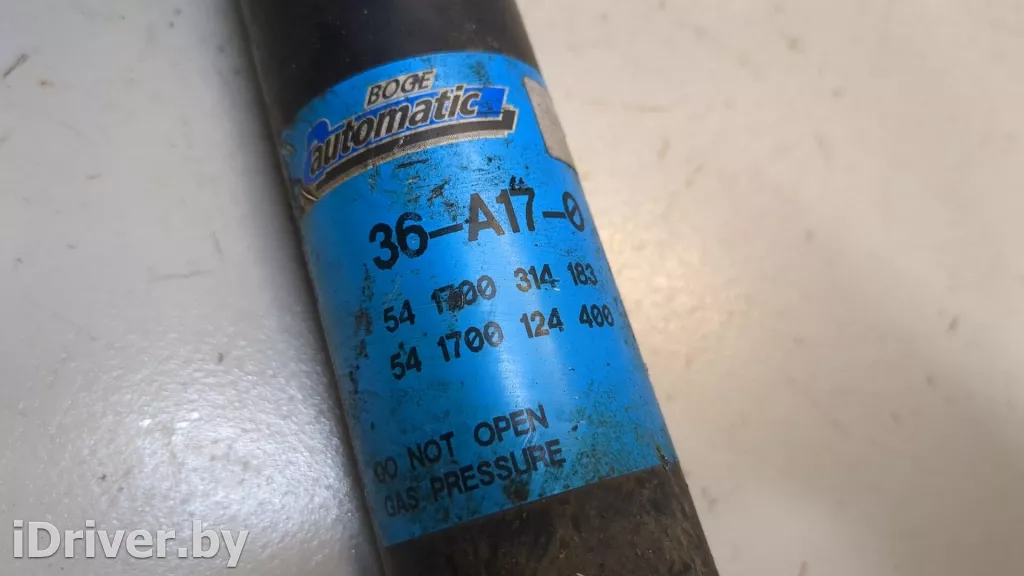 BOGE
automatic
36-A17-0
54 1700 314 183
54 1700 124 400
DO NOT OPEN
GAS PRESSURE
iDriver.by